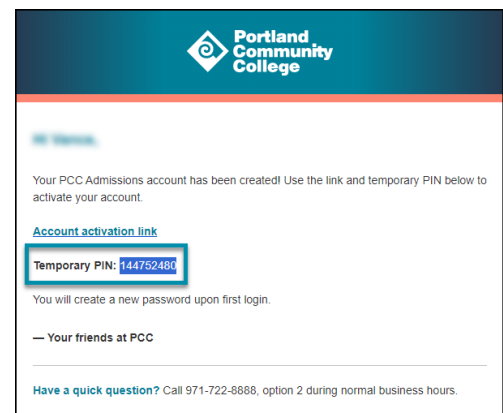 Portland
Community
College
Your PCC Admissions account has been created! Use the link and temporary PIN below to
activate your account.
Account activation link
Temporary PIN: 144752480
You will create a new password upon first login.
— Your friends at PCC
Have a quick question? Call 971-722-8888, option 2 during normal business hours.